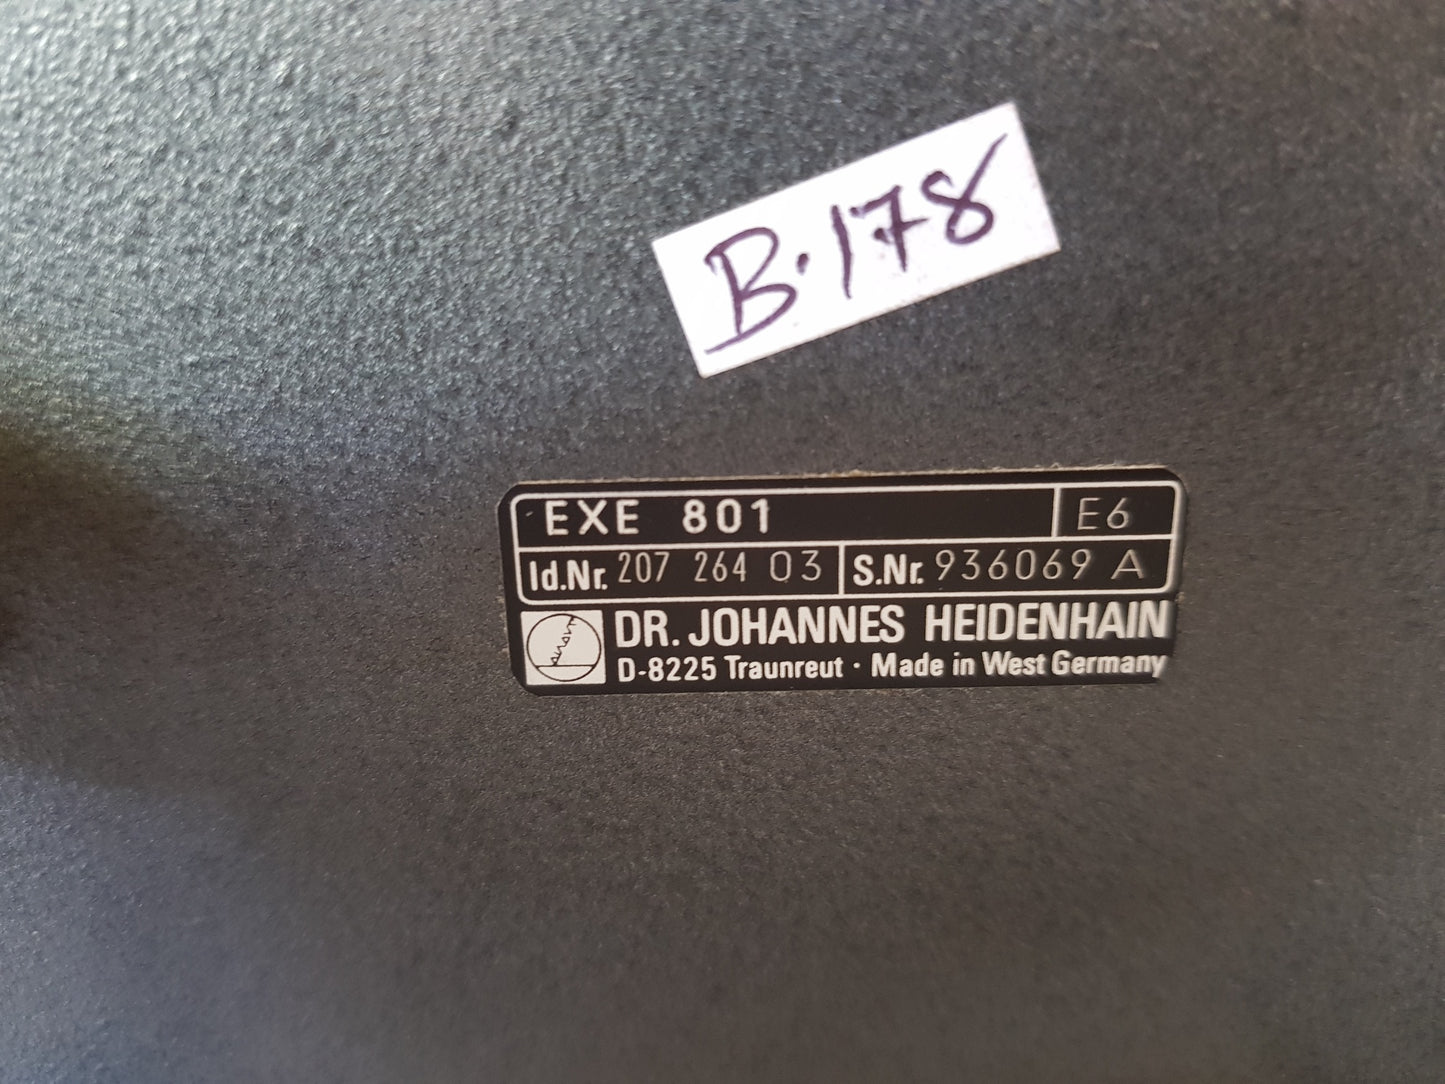 B.178
EXE 801 E6
Id.Nr. 207 264 03 S.Nr. 936069 A
DR. JOHANNES HEIDENHAIN
D-8225 Traunreut · Made in West Germany